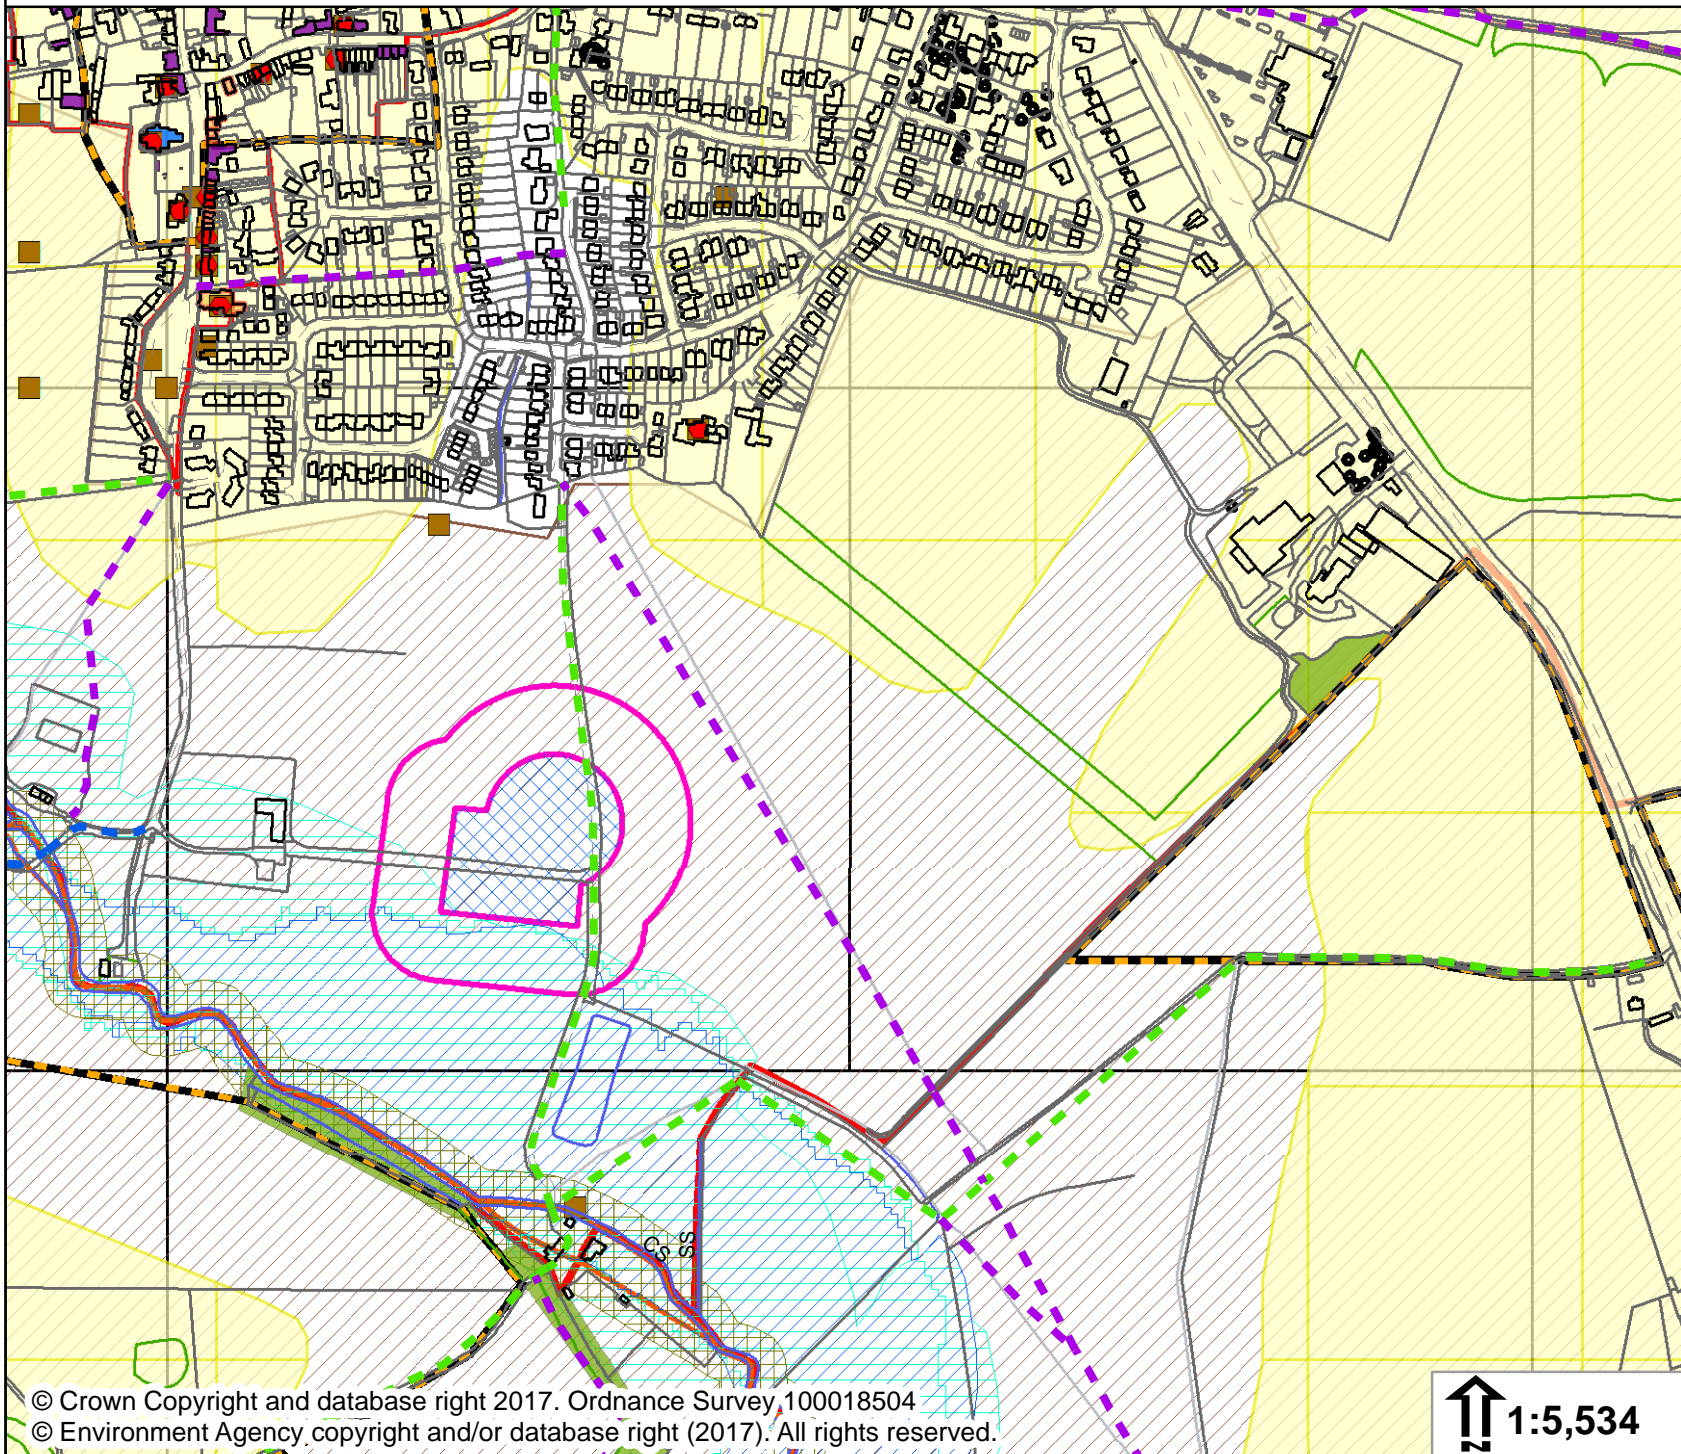 CS
SS
© Crown Copyright and database right 2017. Ordnance Survey 100018504
© Environment Agency copyright and/or database right (2017). All rights reserved.
N
1:5,534